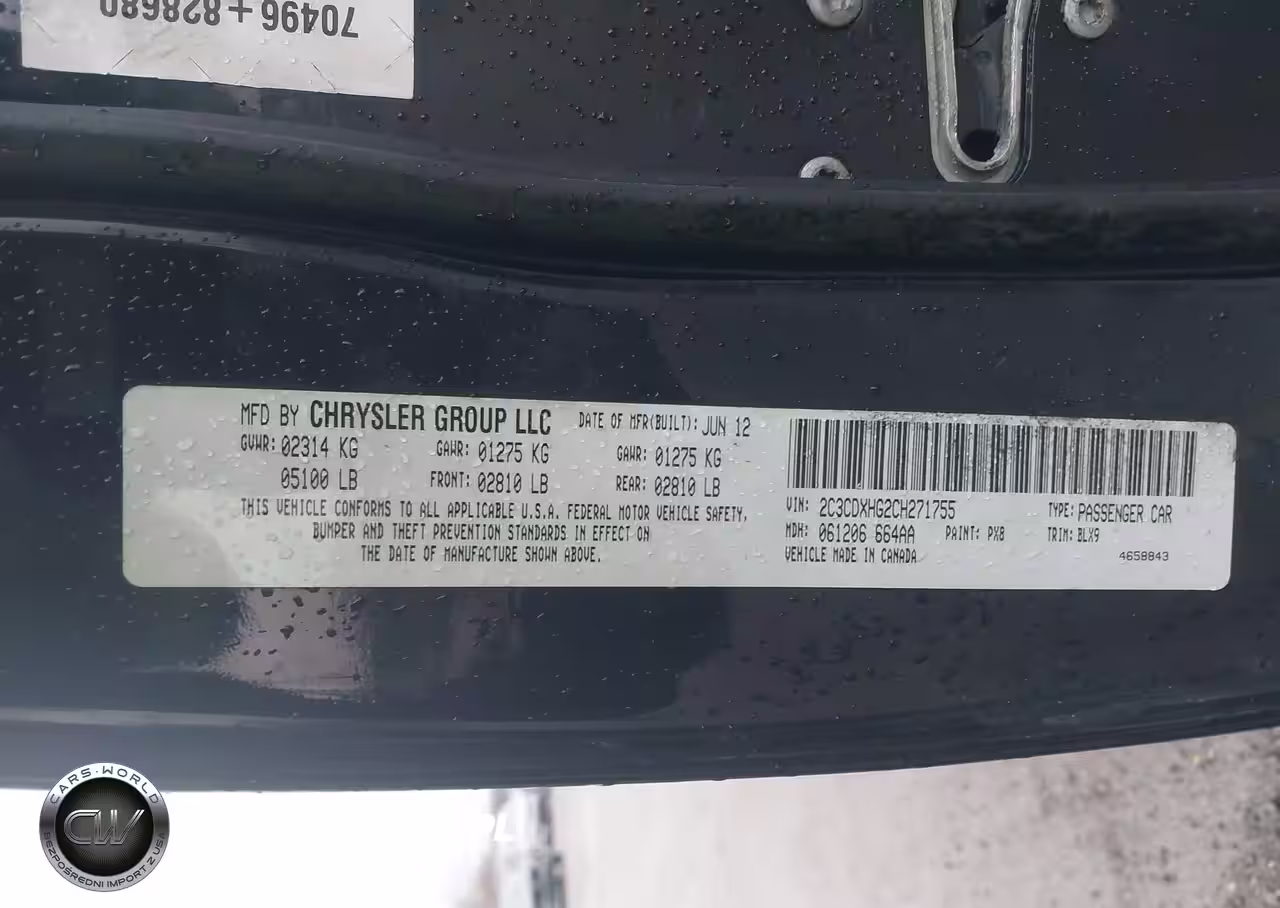 70496+828680
MFD BY CHRYSLER GROUP LLC DATE OF MFR(BUILT): JUN 12
GVWR: 02314 KG GAWR: 01275 KG GAWR: 01275 KG
05100 LB FRONT: 02810 LB REAR: 02810 LB
THIS VEHICLE CONFORMS TO ALL APPLICABLE U.S.A. FEDERAL MOTOR VEHICLE SAFETY,
BUMPER AND THEFT PREVENTION STANDARDS IN EFFECT ON
THE DATE OF MANUFACTURE SHOWN ABOVE.
VIN: 2C3CDXHG2CH271755 TYPE: PASSENGER CAR
MDH: 061206 664AA PAINT: PX8 TRIM: BLX9
VEHICLE MADE IN CANADA 4658843
CARS-WORLD
CW
BEZPOŚREDNI IMPORT Z USA